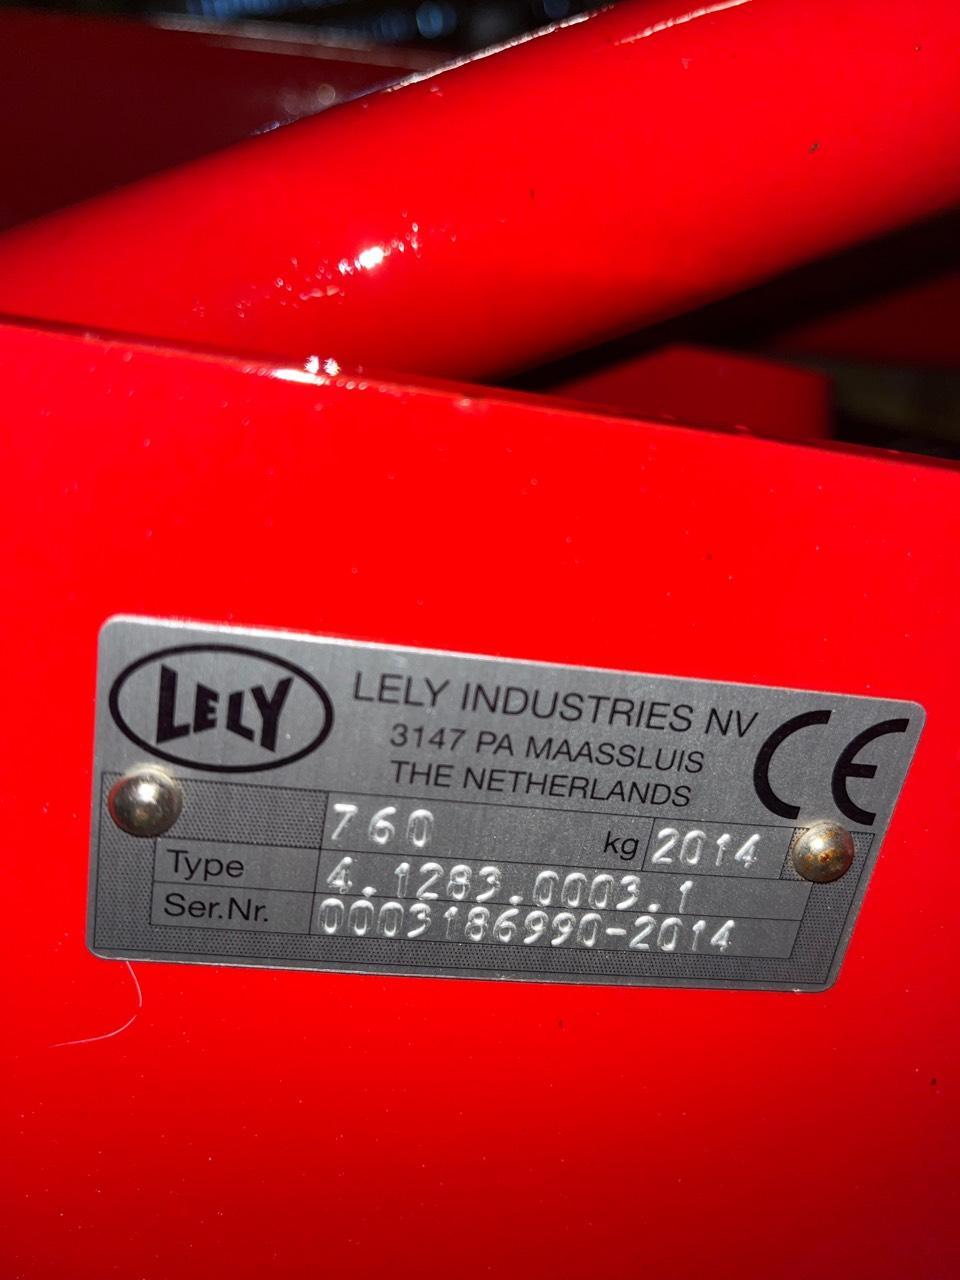 LELY
LELY INDUSTRIES NV
3147 PA MAASSLUIS
THE NETHERLANDS
CE
760 kg 2014
Type 4.1283.0003.1
Ser.Nr. 0003186990-2014